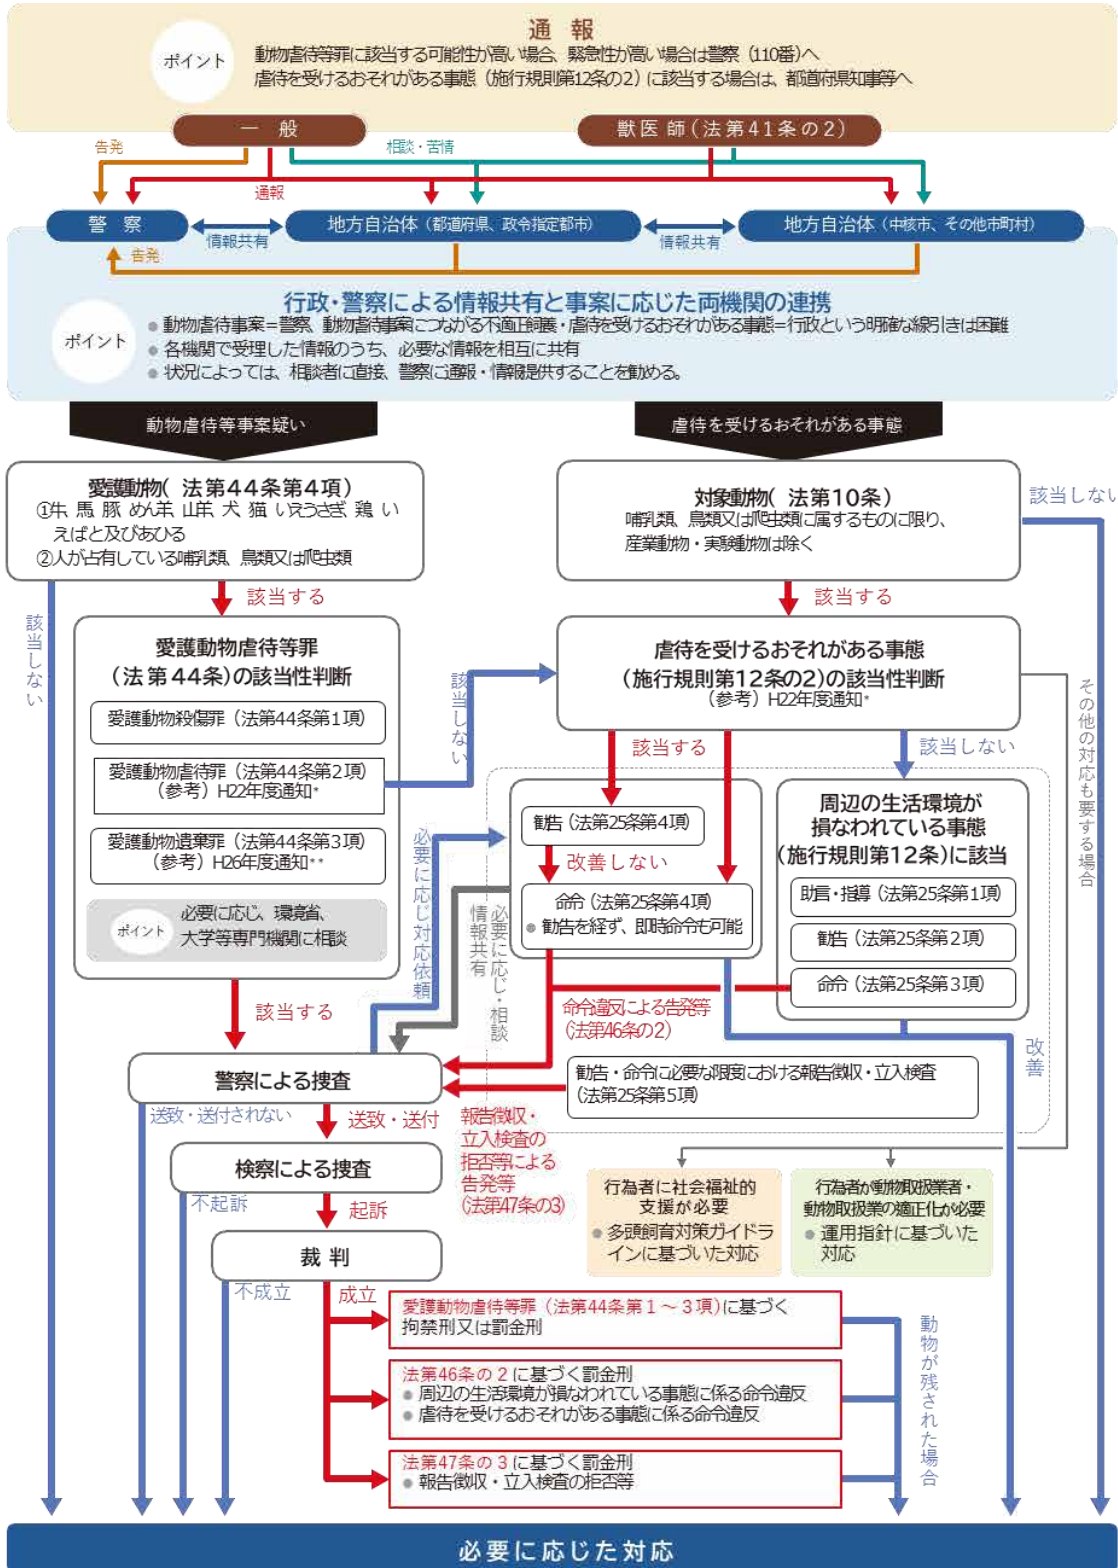 通 報
ポイント
動物虐待等罪に該当する可能性が高い場合、緊急性が高い場合は警察（110番）へ
虐待を受けるおそれがある事態（施行規則第12条の2）に該当する場合は、都道府県知事等へ
一 般
獣医師（法第41条の2）
告発
相談・苦情
通報
警 察
地方自治体（都道府県、政令指定都市）
地方自治体（中核市、その他市町村）
情報共有
情報共有
告発
行政・警察による情報共有と事案に応じた両機関の連携
ポイント
● 動物虐待事案＝警察、動物虐待事案につながる不適正飼養・虐待を受けるおそれがある事態＝行政という明確な線引きは困難
● 各機関で受理した情報のうち、必要な情報を相互に共有
● 状況によっては、相談者に直接、警察に通報・情報提供することを勧める。
動物虐待等事案疑い
虐待を受けるおそれがある事態
愛護動物（ 法第44条第4項）
①牛、馬、豚、めん羊、山羊、犬、猫、いえうさぎ、鶏、い
えばと及びあひる
②人が占有している哺乳類、鳥類又は爬虫類
対象動物（ 法第10条）
哺乳類、鳥類又は爬虫類に属するものに限り、
産業動物・実験動物は除く
該当しない
該当する
該当する
該当しない
愛護動物虐待等罪
（法第44条）の該当性判断
愛護動物殺傷罪（法第44条第1項）
愛護動物虐待罪（法第44条第2項）
（参考）H22年度通知*
愛護動物遺棄罪（法第44条第3項）
（参考）H26年度通知**
ポイント
必要に応じ、環境省、
大学等専門機関に相談
該当しない
虐待を受けるおそれがある事態
（施行規則第12条の2）の該当性判断
（参考）H22年度通知*
その他の対応も要する場合
該当する
該当しない
勧告（法第25条第4項）
改善しない
命令（法第25条第4項）
● 勧告を経ず、即時命令も可能
周辺の生活環境が
損なわれている事態
（施行規則第12条）に該当
助言・指導（法第25条第1項）
勧告（法第25条第2項）
命令（法第25条第3項）
必要に応じ対応依頼
必要に応じ・相談
情報共有
該当する
命令違反による告発等
（法第46条の2）
改善
警察による捜査
勧告・命令に必要な限度における報告徴収・立入検査
（法第25条第5項）
送致・送付されない
送致・送付
報告徴収・
立入検査の
拒否等による
告発等
（法第47条の3）
検察による捜査
不起訴
起訴
行為者に社会福祉的
支援が必要
● 多頭飼育対策ガイドラ
インに基づいた対応
行為者が動物取扱業者・
動物取扱業の適正化が必要
● 運用指針に基づいた
対応
裁 判
不成立
成立
愛護動物虐待等罪（法第44条第1～3項）に基づく
拘禁刑又は罰金刑
法第46条の2 に基づく罰金刑
● 周辺の生活環境が損なわれている事態に係る命令違反
● 虐待を受けるおそれがある事態に係る命令違反
法第47条の3 に基づく罰金刑
● 報告徴収・立入検査の拒否等
動物が残された場合
必要に応じた対応